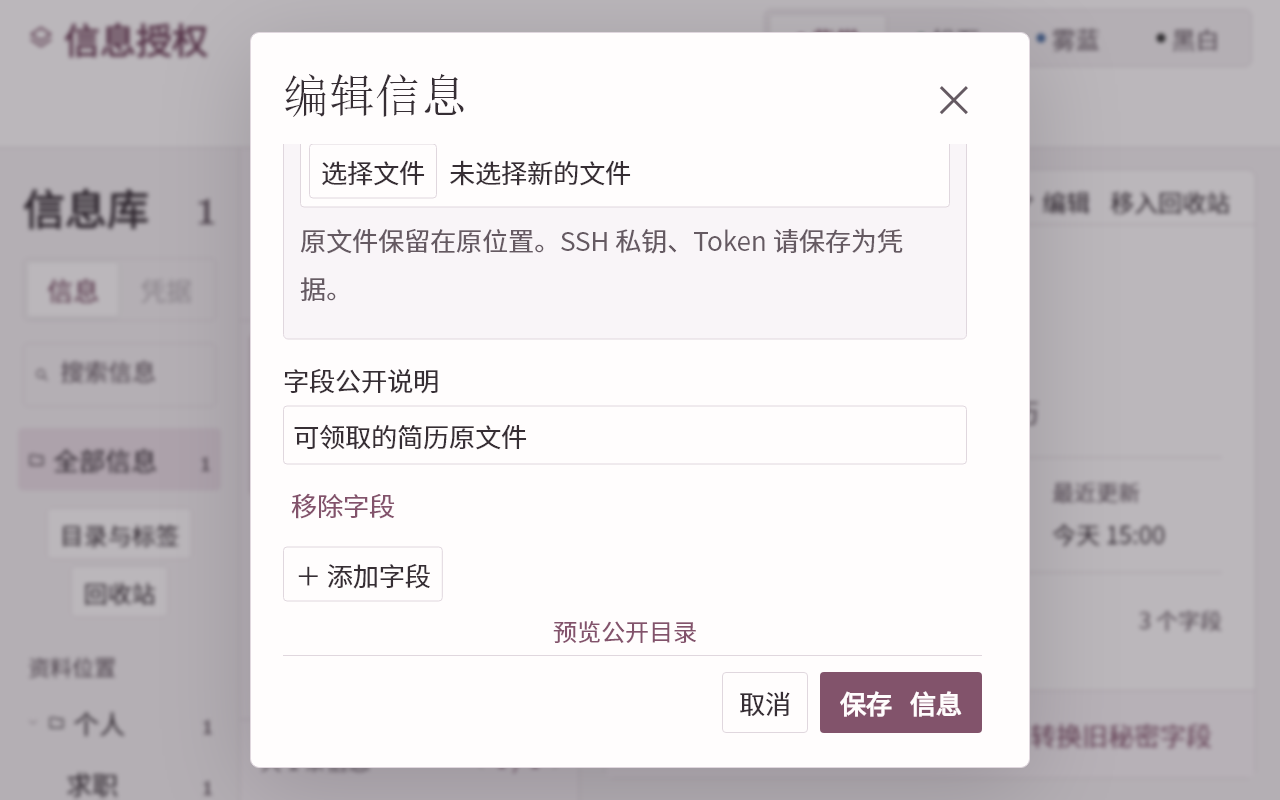 信息授权
雾蓝
黑白
编辑信息
选择文件 未选择新的文件
原文件保留在原位置。SSH 私钥、Token 请保存为凭
据。
字段公开说明
可领取的简历原文件
移除字段
添加字段
预览公开目录
取消
保存 信息
信息库 1
信息 凭据
搜索信息
全部信息 1
目录与标签
回收站
资料位置
个人 1
求职 1
编辑 移入回收站
最近更新
今天 15:00
3 个字段
转换旧秘密字段